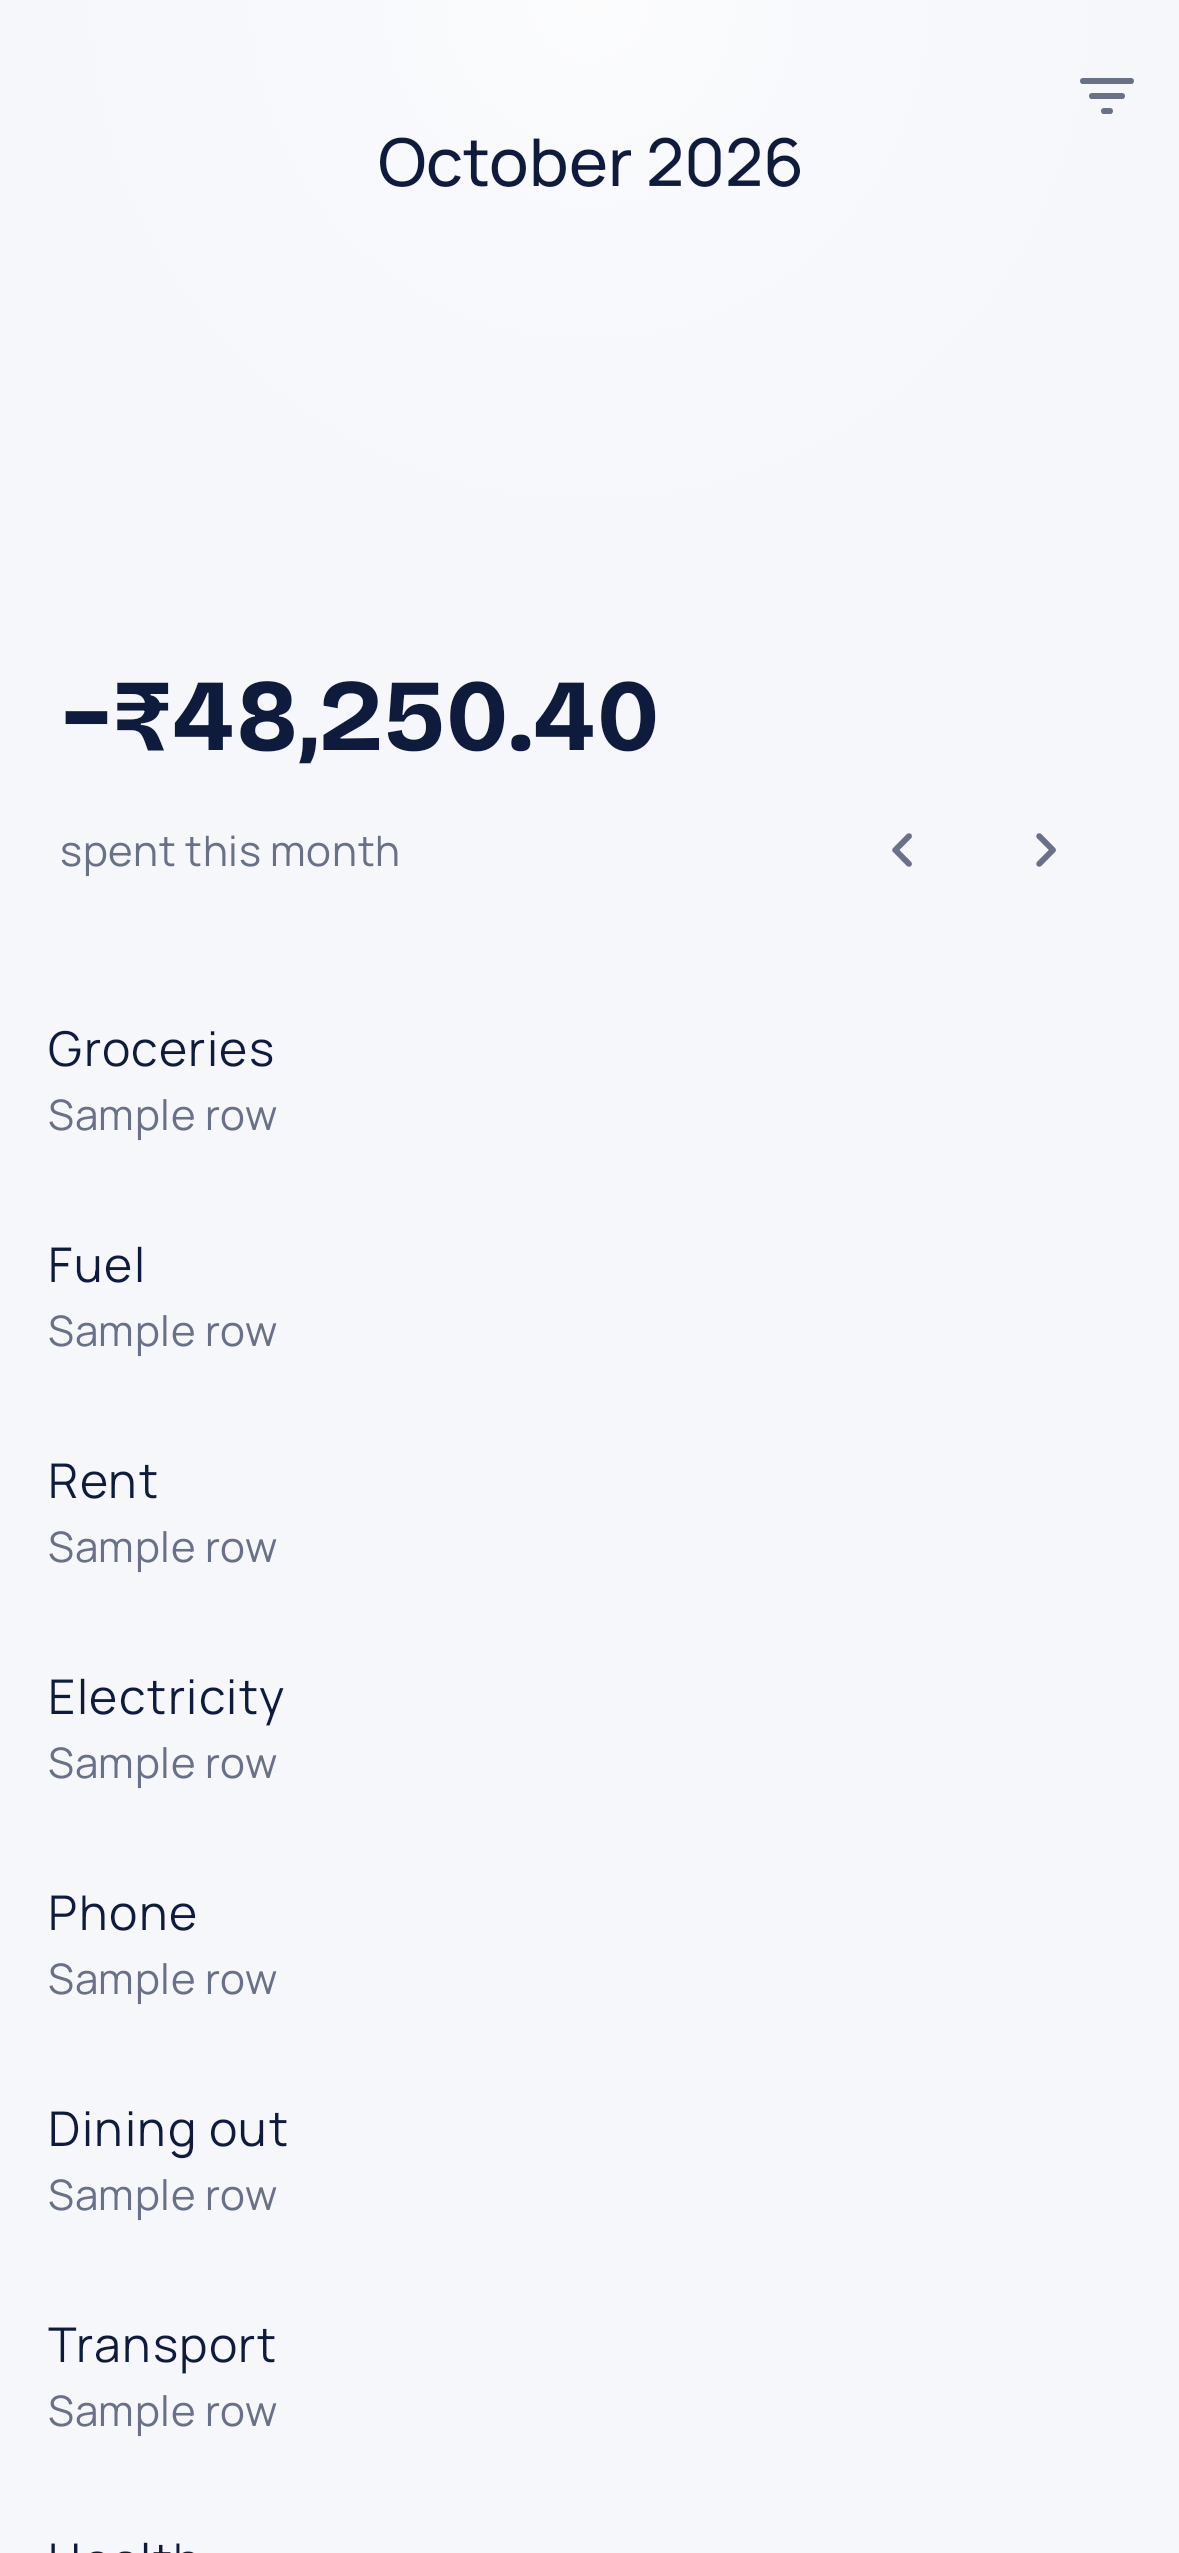 October 2026
−₹48,250.40
spent this month
Groceries
Sample row
Fuel
Sample row
Rent
Sample row
Electricity
Sample row
Phone
Sample row
Dining out
Sample row
Transport
Sample row
Health